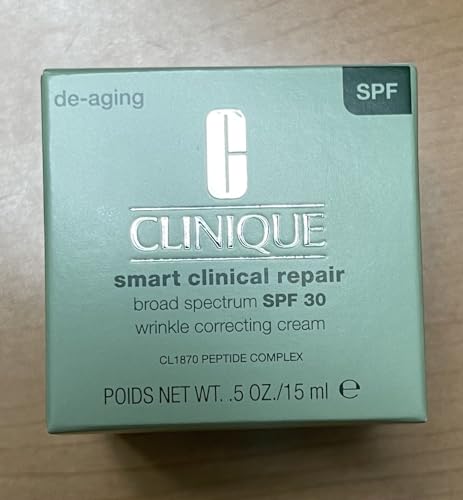 de-aging
SPF
C
CLINIQUE
smart clinical repair
broad spectrum SPF 30
wrinkle correcting cream
CL1870 PEPTIDE COMPLEX
POIDS NET WT. .5 OZ./15 ml ℮